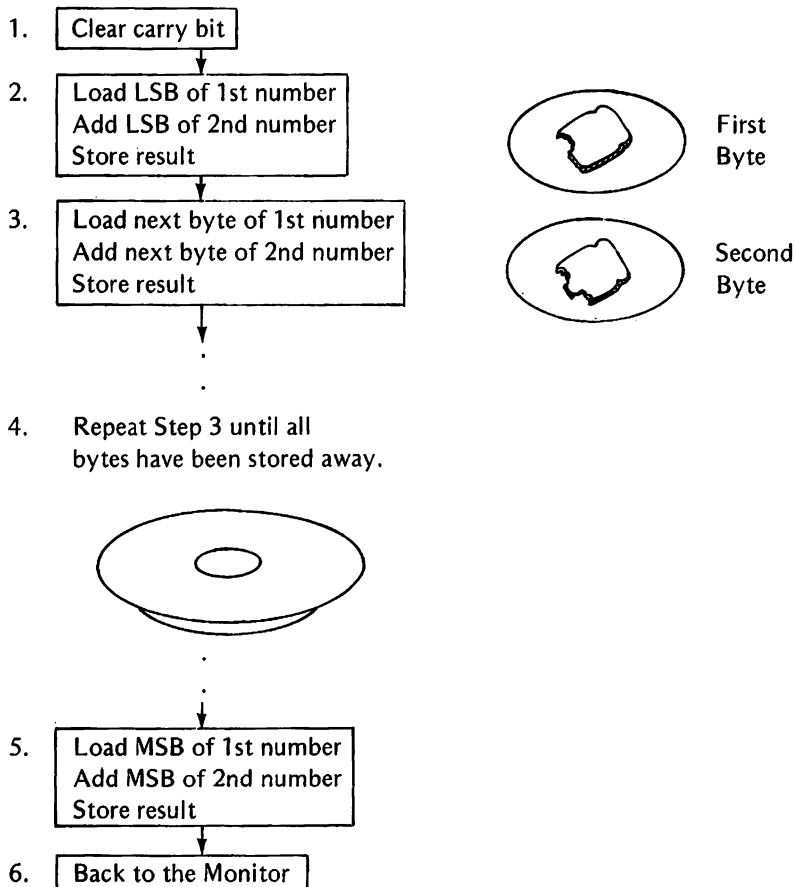 1. Clear carry bit
2. Load LSB of 1st number
Add LSB of 2nd number
Store result
First
Byte
3. Load next byte of 1st number
Add next byte of 2nd number
Store result
Second
Byte
4. Repeat Step 3 until all
bytes have been stored away.
5. Load MSB of 1st number
Add MSB of 2nd number
Store result
6. Back to the Monitor